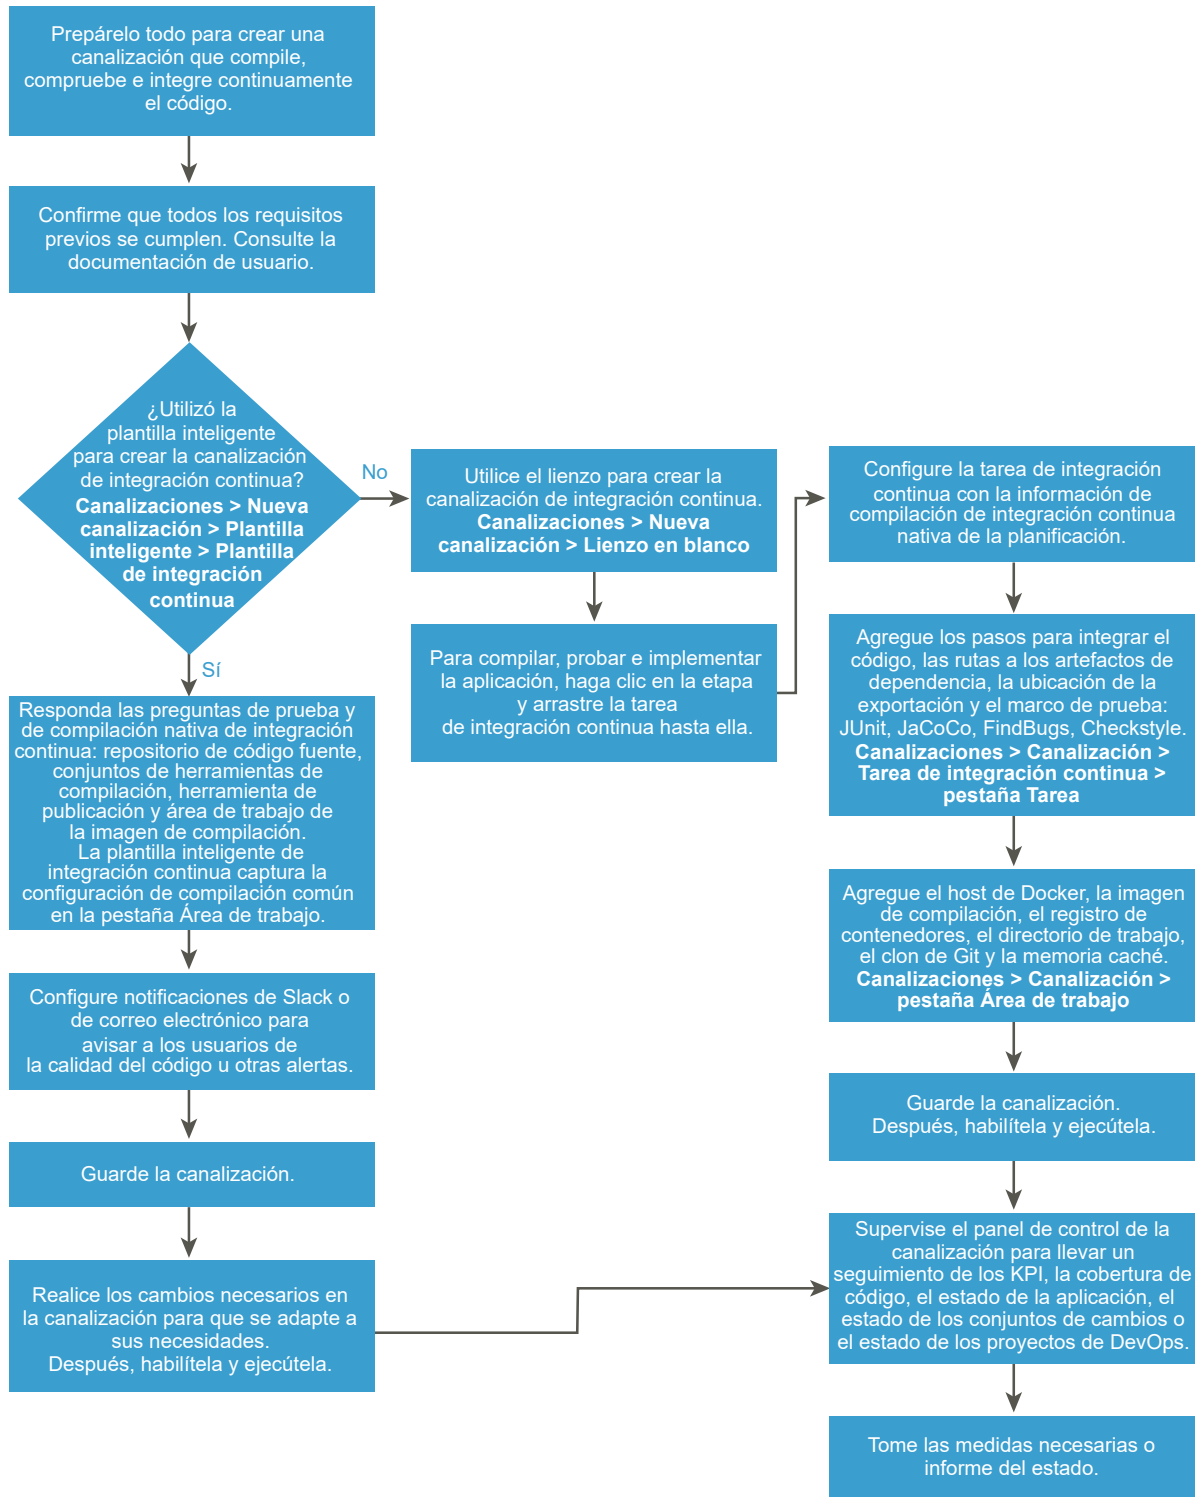 Prepárelo todo para crear una
canalización que compile,
compruebe e integre continuamente
el código.
Confirme que todos los requisitos
previos se cumplen. Consulte la
documentación de usuario.
¿Utilizó la
plantilla inteligente
para crear la canalización
de integración continua?
Canalizaciones > Nueva
canalización > Plantilla
inteligente > Plantilla
de integración
continua
No
Sí
Responda las preguntas de prueba y
de compilación nativa de integración
continua: repositorio de código fuente,
conjuntos de herramientas de
compilación, herramienta de
publicación y área de trabajo de
la imagen de compilación.
La plantilla inteligente de
integración continua captura la
configuración de compilación común
en la pestaña Área de trabajo.
Configure notificaciones de Slack o
de correo electrónico para
avisar a los usuarios de
la calidad del código u otras alertas.
Guarde la canalización.
Realice los cambios necesarios en
la canalización para que se adapte a
sus necesidades.
Después, habilítela y ejecútela.
Utilice el lienzo para crear la
canalización de integración continua.
Canalizaciones > Nueva
canalización > Lienzo en blanco
Para compilar, probar e implementar
la aplicación, haga clic en la etapa
y arrastre la tarea
de integración continua hasta ella.
Configure la tarea de integración
continua con la información de
compilación de integración continua
nativa de la planificación.
Agregue los pasos para integrar el
código, las rutas a los artefactos de
dependencia, la ubicación de la
exportación y el marco de prueba:
JUnit, JaCoCo, FindBugs, Checkstyle.
Canalizaciones > Canalización >
Tarea de integración continua >
pestaña Tarea
Agregue el host de Docker, la imagen
de compilación, el registro de
contenedores, el directorio de trabajo,
el clon de Git y la memoria caché.
Canalizaciones > Canalización >
pestaña Área de trabajo
Guarde la canalización.
Después, habilítela y ejecútela.
Supervise el panel de control de la
canalización para llevar un
seguimiento de los KPI, la cobertura de
código, el estado de la aplicación, el
estado de los conjuntos de cambios o
el estado de los proyectos de DevOps.
Tome las medidas necesarias o
informe del estado.